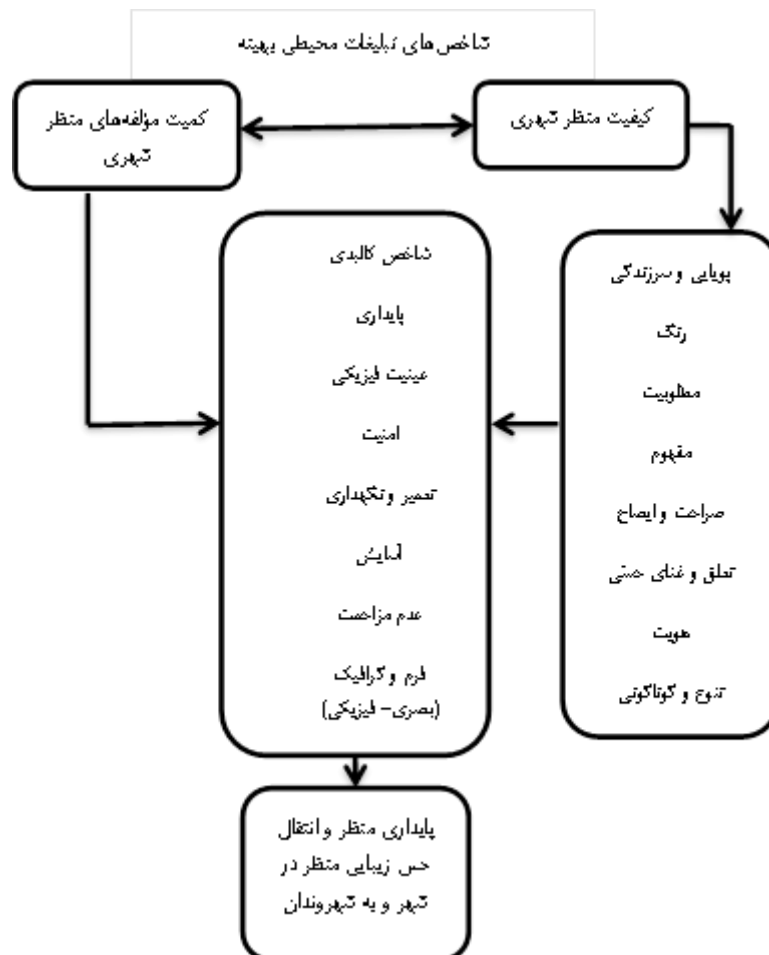 شاخص‌های تبلیغات محیطی بهینه
کیفیت منظر شهری
کمیت مؤلفه‌های منظر
شهری
پویایی و سرزندگی
رنگ
مطلوبیت
مفهوم
صراحت و ایضاح
تعلق و غنای حسی
هویت
تنوع و گوناگونی
شاخص کالبدی
پایداری
عینیت فیزیکی
امنیت
تعمیر و نگهداری
آسایش
عدم مزاحمت
فرم و گرافیک
(بصری- فیزیکی)
پایداری منظر و انتقال
حس زیبایی منظر در
شهر و به شهروندان